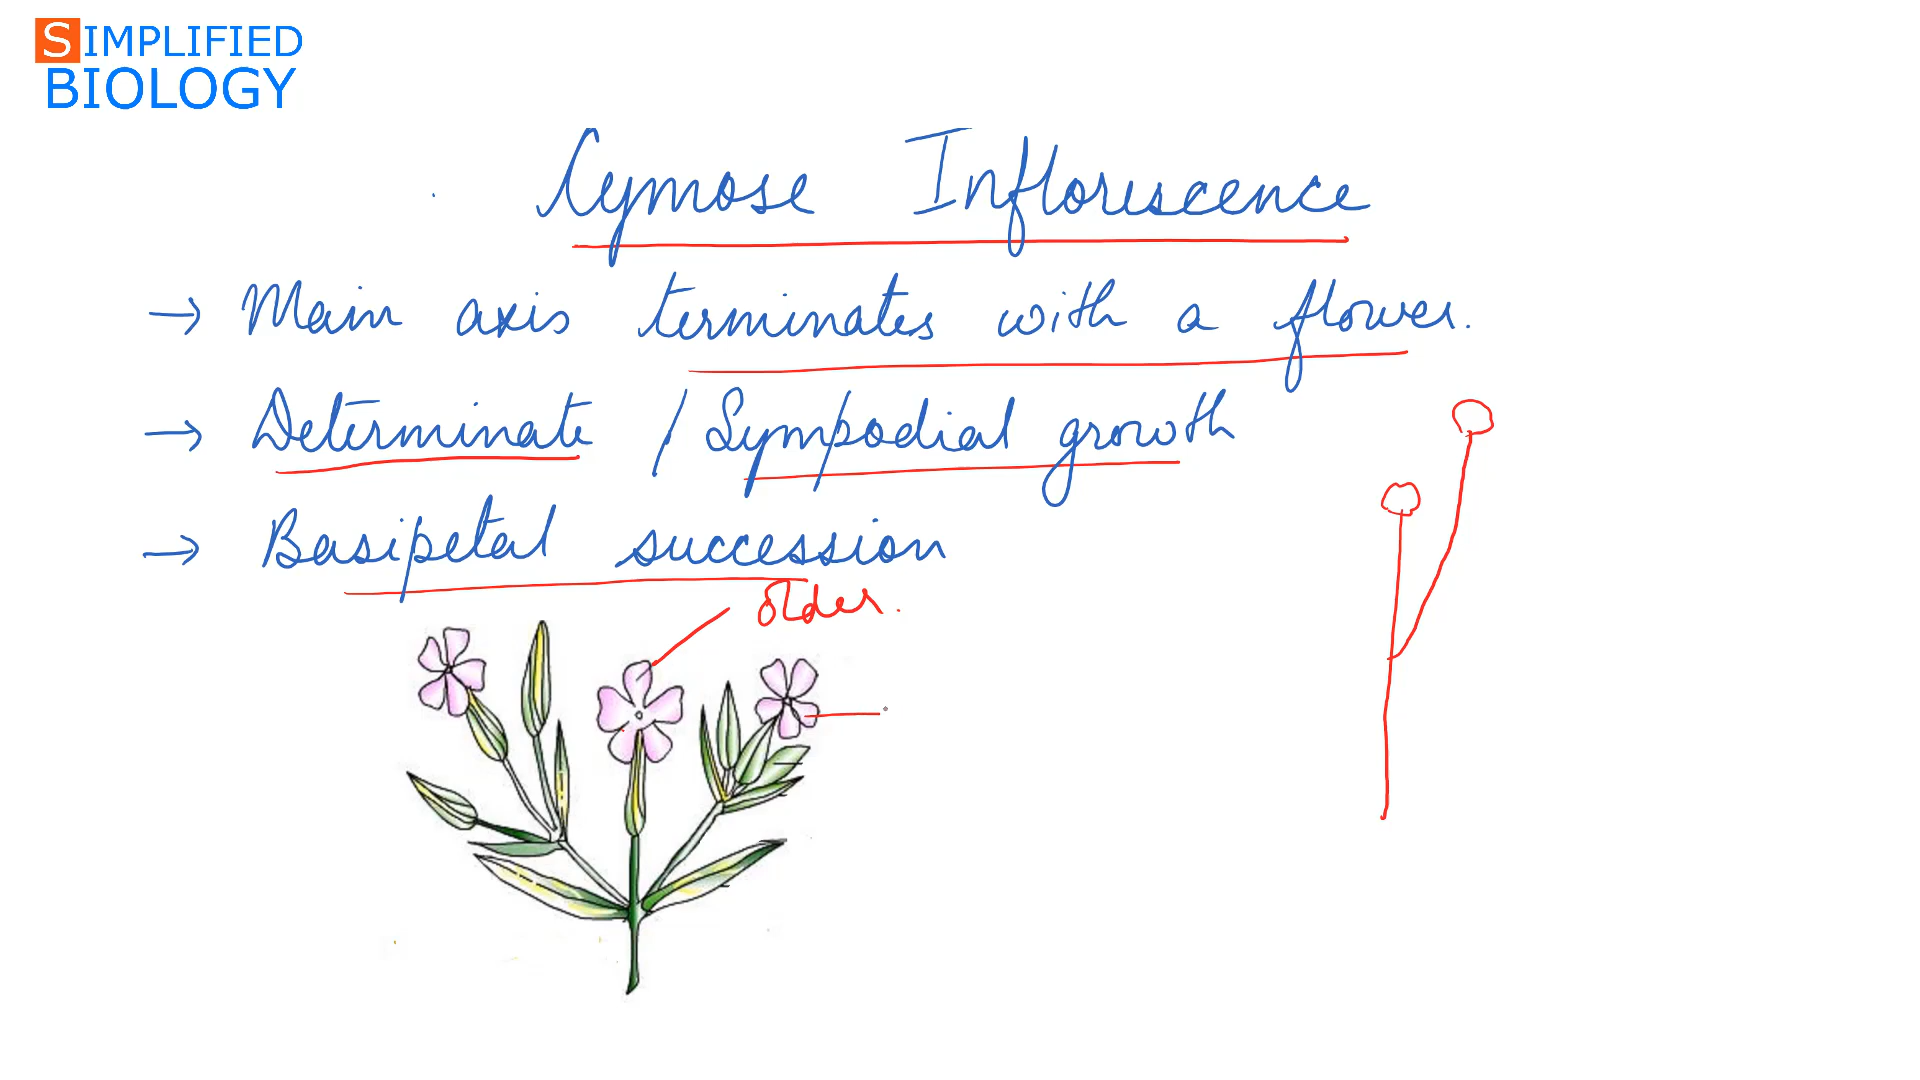 SIMPLIFIED
BIOLOGY
Cymose Inflorescence
→ Main axis terminates with a flower.
→ Determinate / Sympodial growth
→ Basipetal succession
older.